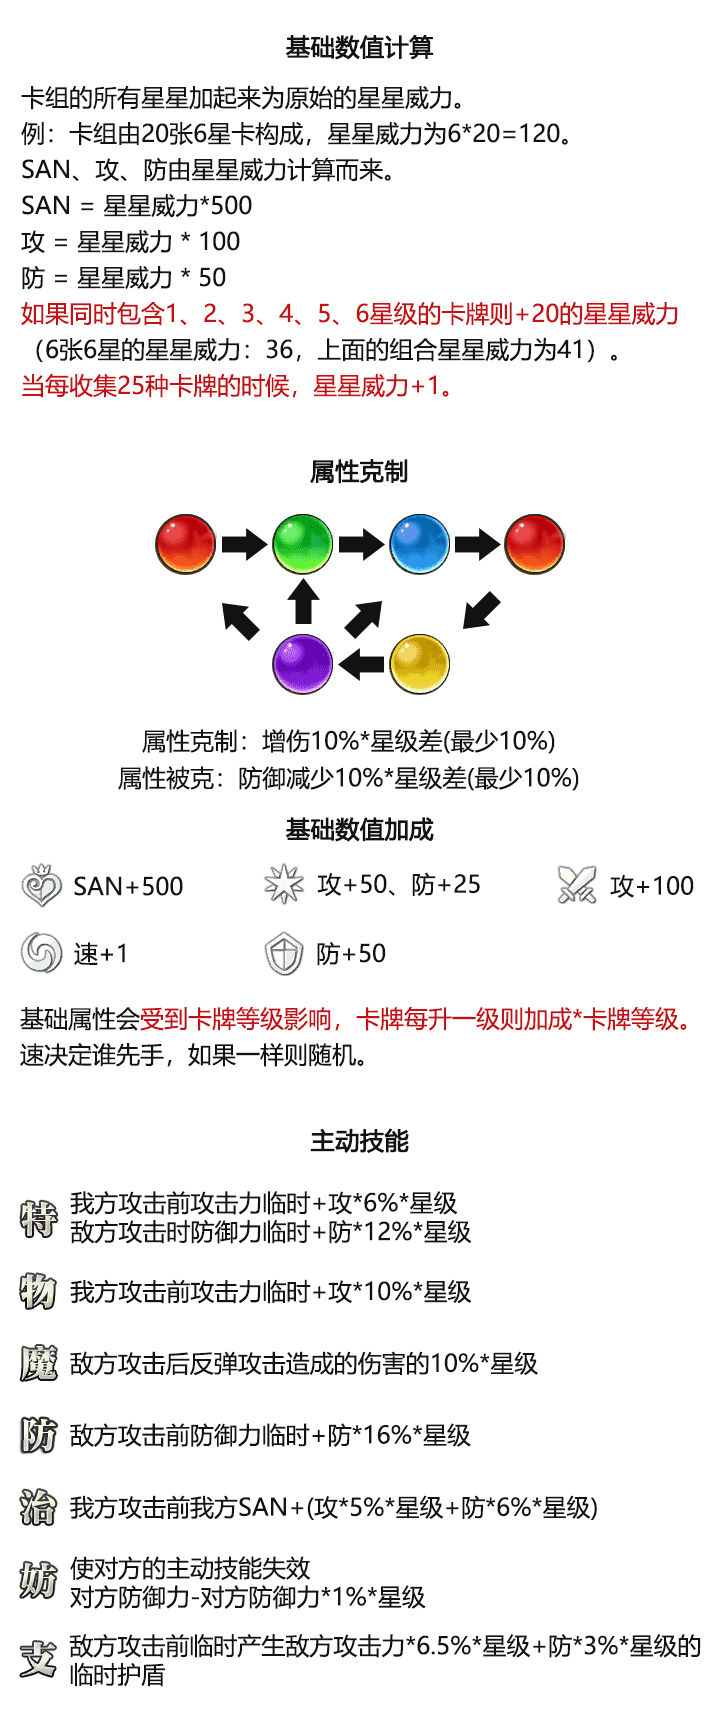 基础数值计算
卡组的所有星星加起来为原始的星星威力。
例：卡组由20张6星卡构成，星星威力为6*20=120。
SAN、攻、防由星星威力计算而来。
SAN = 星星威力*500
攻 = 星星威力 * 100
防 = 星星威力 * 50
如果同时包含1、2、3、4、5、6星级的卡牌则+20的星星威力
（6张6星的星星威力：36，上面的组合星星威力为41）。
当每收集25种卡牌的时候，星星威力+1。
属性克制
属性克制：增伤10%*星级差(最少10%)
属性被克：防御减少10%*星级差(最少10%)
基础数值加成
SAN+500 攻+50、防+25 攻+100
速+1 防+50
基础属性会受到卡牌等级影响，卡牌每升一级则加成*卡牌等级。
速决定谁先手，如果一样则随机。
主动技能
特 我方攻击前攻击力临时+攻*6%*星级
敌方攻击时防御力临时+防*12%*星级
物 我方攻击前攻击力临时+攻*10%*星级
魔 敌方攻击后反弹攻击造成的伤害的10%*星级
防 敌方攻击前防御力临时+防*16%*星级
治 我方攻击前我方SAN+(攻*5%*星级+防*6%*星级)
妨 使对方的主动技能失效
对方防御力-对方防御力*1%*星级
支 敌方攻击前临时产生敌方攻击力*6.5%*星级+防*3%*星级的
临时护盾